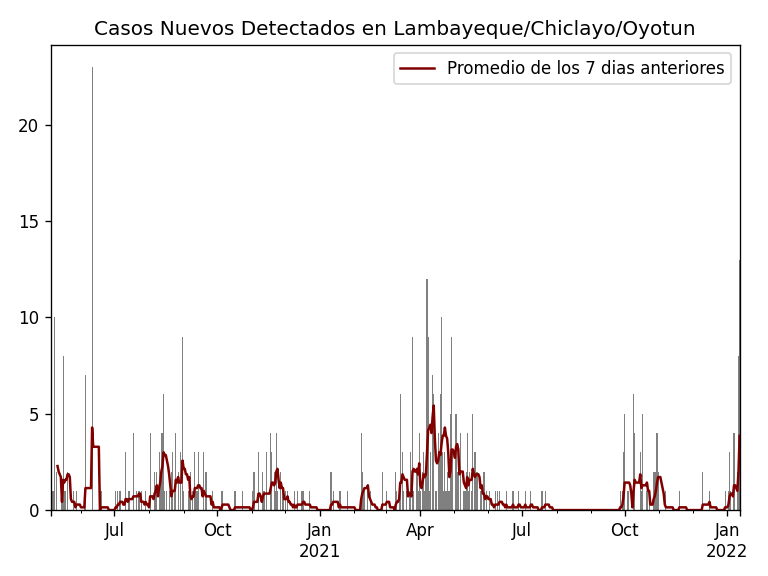 Casos Nuevos Detectados en Lambayeque/Chiclayo/Oyotun
Promedio de los 7 dias anteriores
20
15
10
5
0
Jul Oct Jan Apr Jul Oct Jan
2021 2022